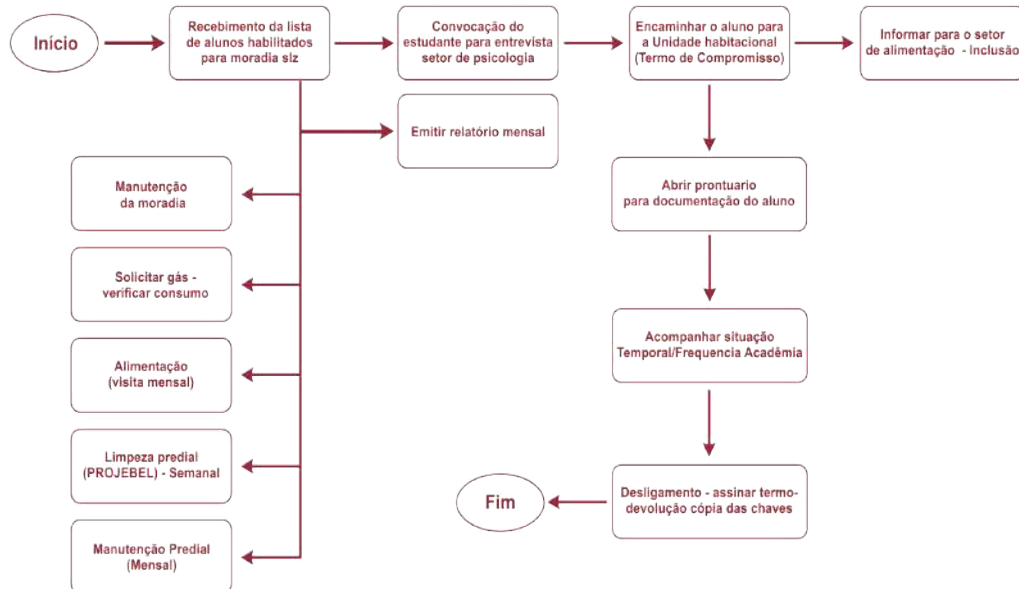 Início
Recebimento da lista
de alunos habilitados
para moradia slz
Convocação do
estudante para entrevista
setor de psicologia
Encaminhar o aluno para
a Unidade habitacional
(Termo de Compromisso)
Informar para o setor
de alimentação - Inclusão
Emitir relatório mensal
Manutenção
da moradia
Abrir prontuario
para documentação do aluno
Solicitar gás -
verificar consumo
Acompanhar situação
Temporal/Frequencia Acadêmia
Alimentação
(visita mensal)
Limpeza predial
(PROJEBEL) - Semanal
Desligamento - assinar termo-
devolução cópia das chaves
Fim
Manutenção Predial
(Mensal)